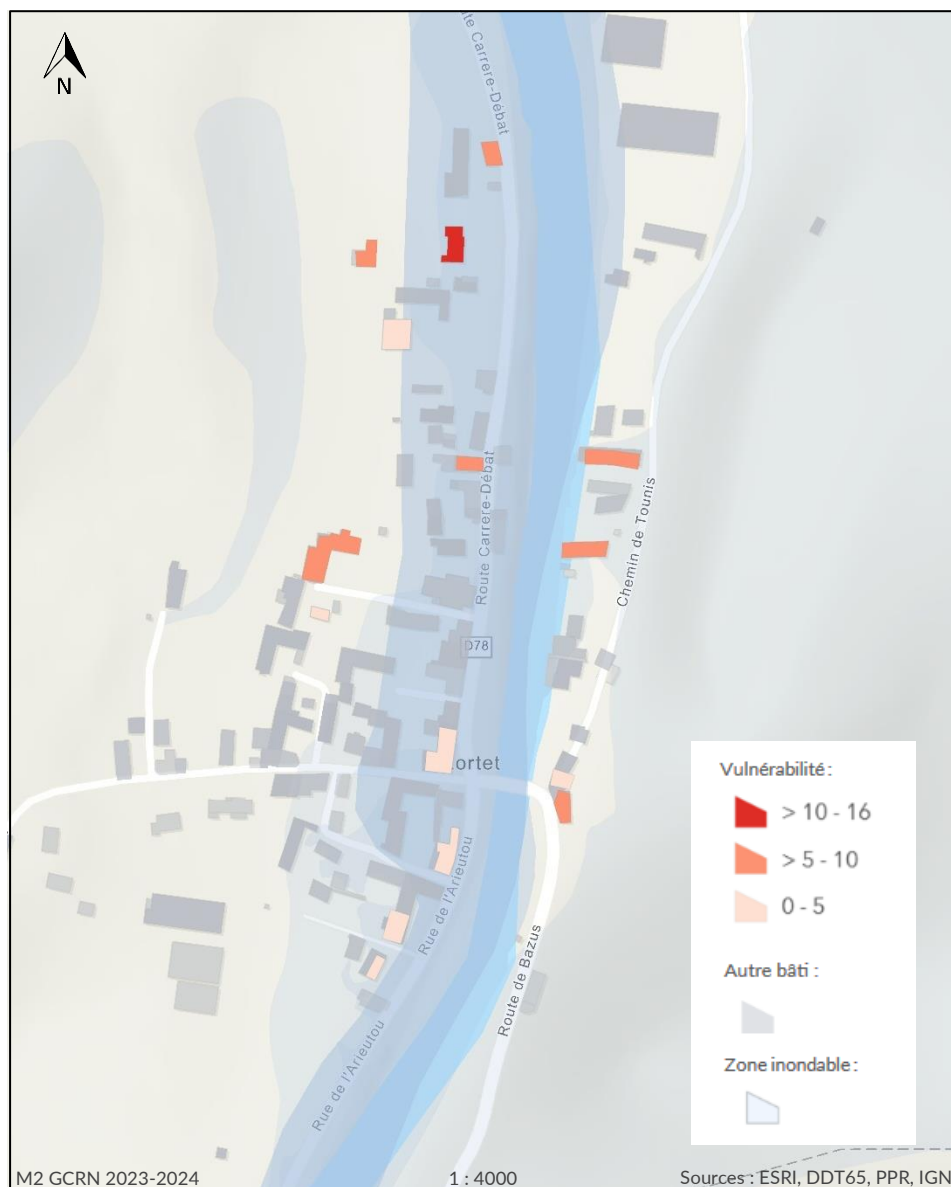 N
te Carrere-Débat
Route Carrere-Débat
Chemin de Tounis
D78
ortet
Rue de l'Arieutou
Route de Bazus
Rue de l'Arieutou
Vulnérabilité :
> 10 - 16
> 5 - 10
0 - 5
Autre bâti :
Zone inondable :
M2 GCRN 2023-2024
1 : 4000
Sources : ESRI, DDT65, PPR, IGN